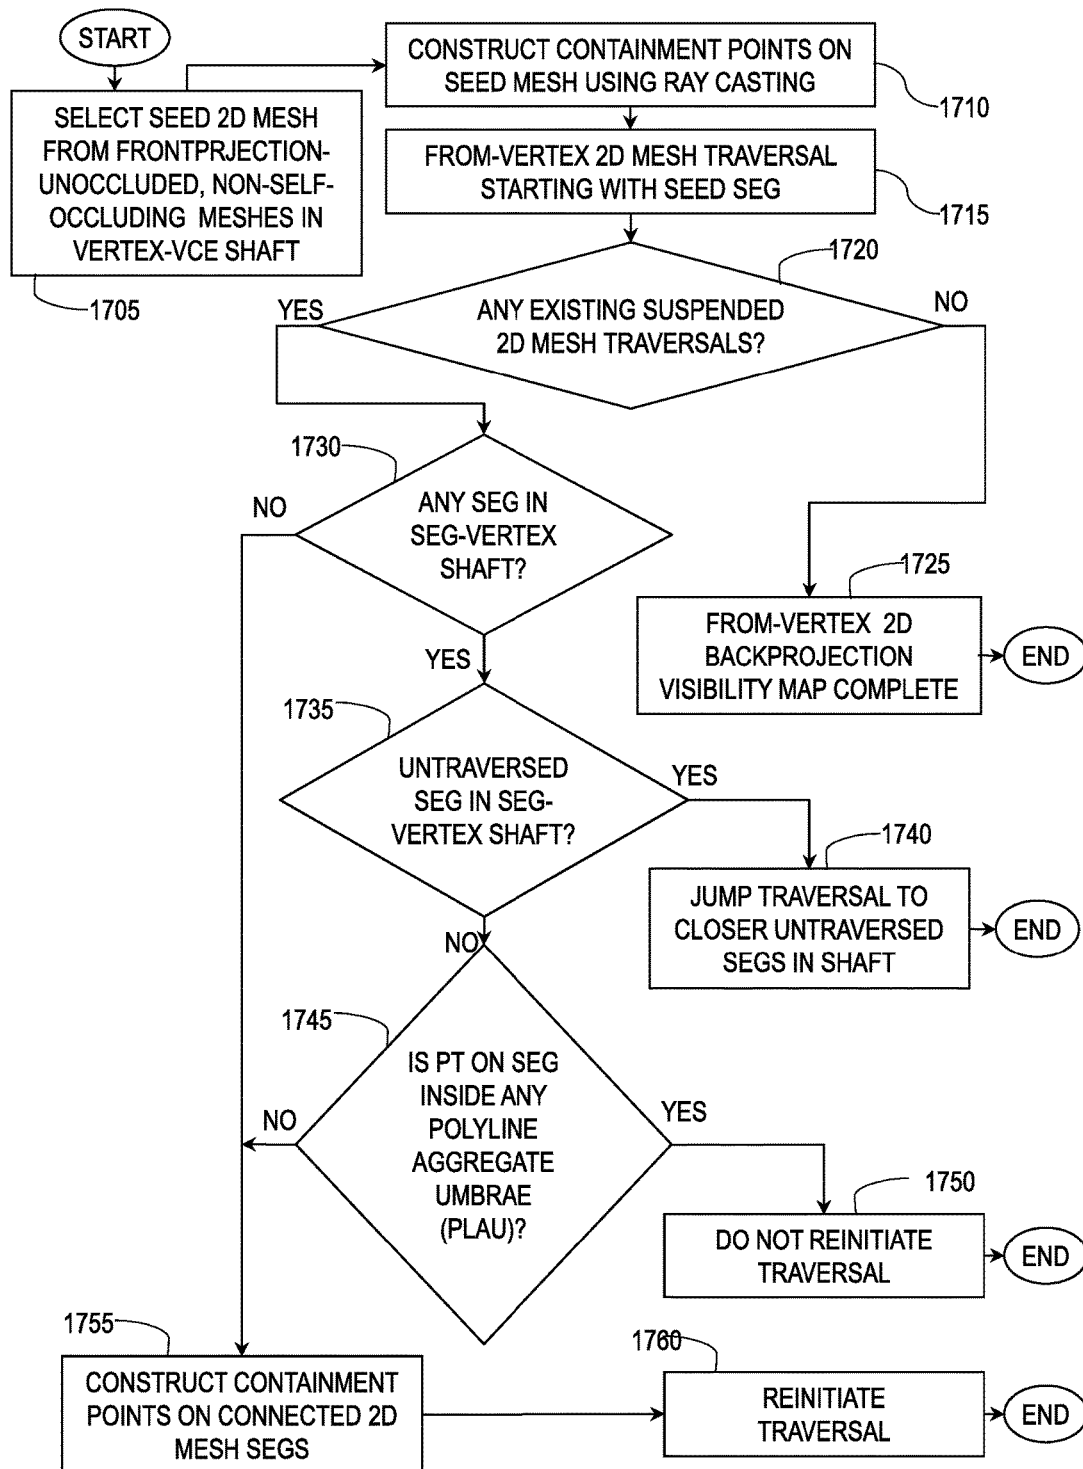 START
SELECT SEED 2D MESH
FROM FRONTPRJECTION-
UNOCCLUDED, NON-SELF-
OCCLUDING MESHES IN
VERTEX-VCE SHAFT
1705
CONSTRUCT CONTAINMENT POINTS ON
SEED MESH USING RAY CASTING
1710
FROM-VERTEX 2D MESH TRAVERSAL
STARTING WITH SEED SEG
1715
1720
YES
ANY EXISTING SUSPENDED
2D MESH TRAVERSALS?
NO
1730
NO
ANY SEG IN
SEG-VERTEX
SHAFT?
YES
1725
FROM-VERTEX 2D
BACKPROJECTION
VISIBILITY MAP COMPLETE
END
1735
UNTRAVERSED
SEG IN SEG-
VERTEX SHAFT?
YES
NO
1740
JUMP TRAVERSAL TO
CLOSER UNTRAVERSED
SEGS IN SHAFT
END
1745
NO
IS PT ON SEG
INSIDE ANY
POLYLINE
AGGREGATE
UMBRAE
(PLAU)?
YES
1750
DO NOT REINITIATE
TRAVERSAL
END
1755
CONSTRUCT CONTAINMENT
POINTS ON CONNECTED 2D
MESH SEGS
1760
REINITIATE
TRAVERSAL
END